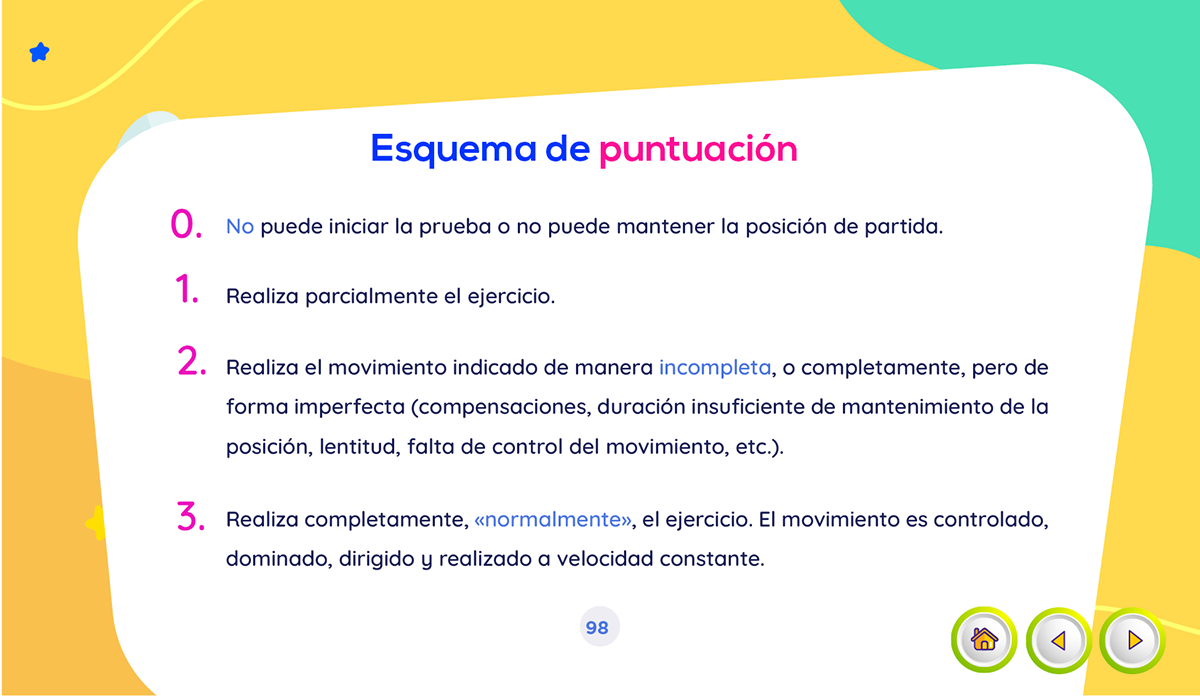 Esquema de puntuación
0. No puede iniciar la prueba o no puede mantener la posición de partida.
1. Realiza parcialmente el ejercicio.
2. Realiza el movimiento indicado de manera incompleta, o completamente, pero de
forma imperfecta (compensaciones, duración insuficiente de mantenimiento de la
posición, lentitud, falta de control del movimiento, etc.).
3. Realiza completamente, «normalmente», el ejercicio. El movimiento es controlado,
dominado, dirigido y realizado a velocidad constante.
98